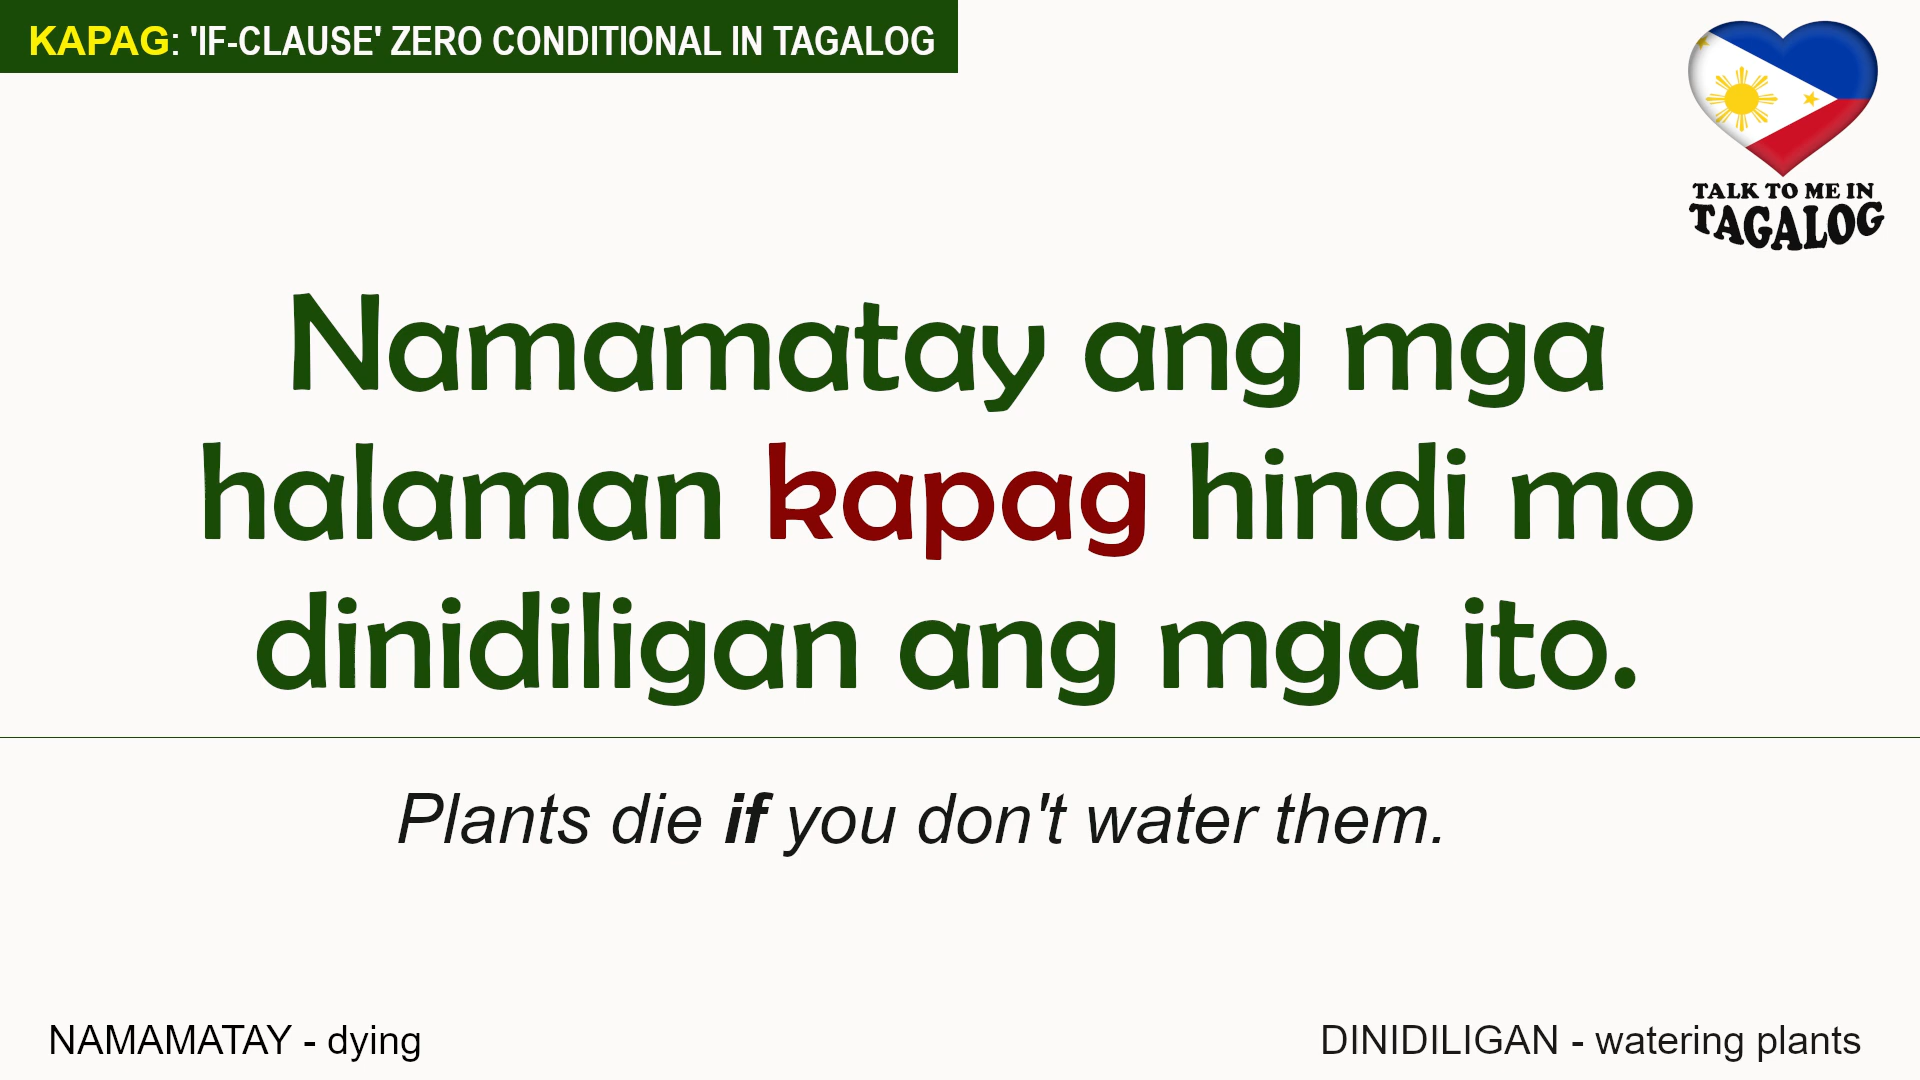 KAPAG: 'IF-CLAUSE' ZERO CONDITIONAL IN TAGALOG
TALK TO ME IN
TAGALOG
Namamatay ang mga
halaman kapag hindi mo
dinidiligan ang mga ito.
Plants die if you don't water them.
NAMAMATAY - dying
DINIDILIGAN - watering plants